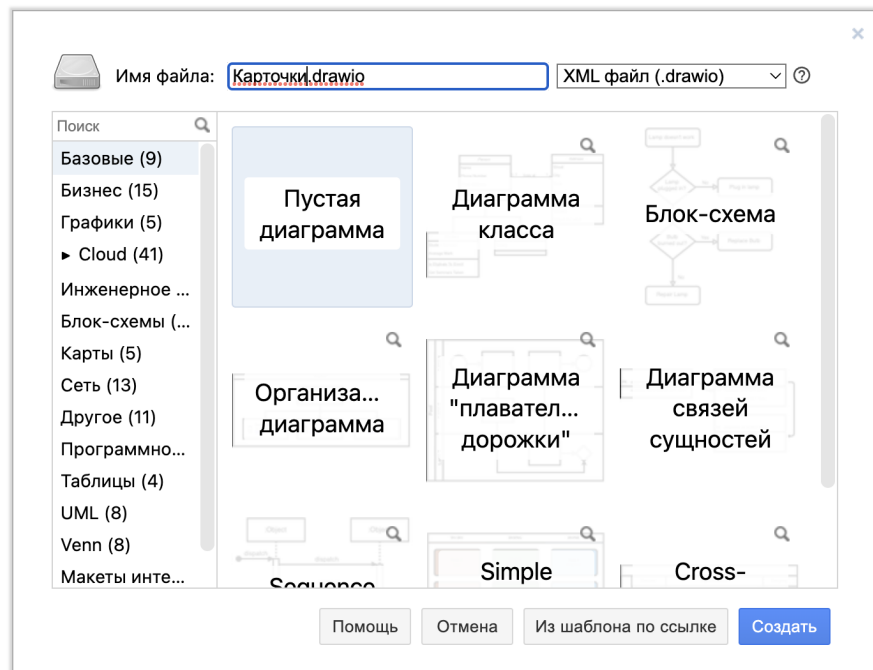 ×
Имя файла: Карточки.drawio XML файл (.drawio) ?
Поиск
Базовые (9)
Бизнес (15)
Графики (5)
▸ Cloud (41)
Инженерное ...
Блок-схемы (...
Карты (5)
Сеть (13)
Другое (11)
Программно...
Таблицы (4)
UML (8)
Venn (8)
Макеты инте...
Пустая
диаграмма
Диаграмма
класса
Блок-схема
Организа...
диаграмма
Диаграмма
"плавател...
дорожки"
Диаграмма
связей
сущностей
Sequence
Simple
Cross-
Помощь Отмена Из шаблона по ссылке Создать